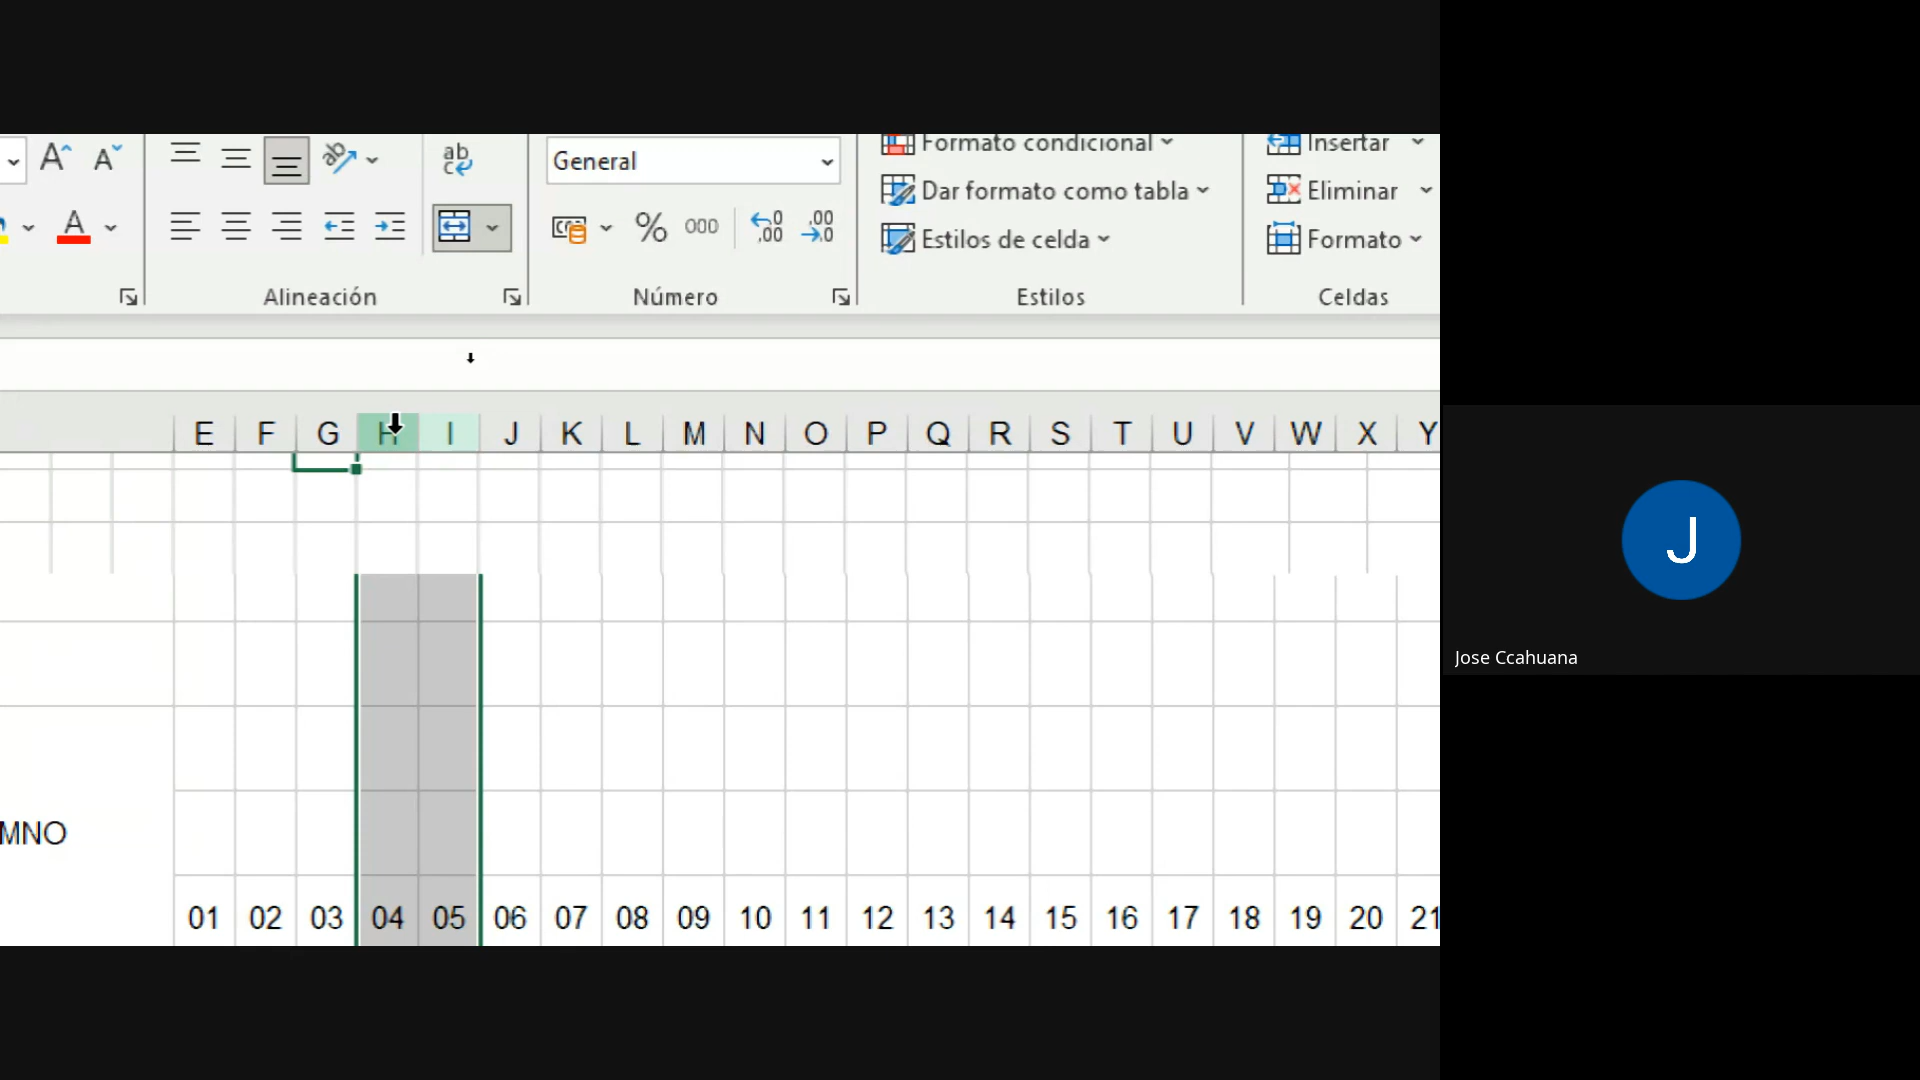 A A ab
General
Formato condicional
Insertar
Dar formato como tabla
Eliminar
A % 000
Estilos de celda
Formato
Alineación Número Estilos Celdas
E F G H I J K L M N O P Q R S T U V W X Y
MNO
01 02 03 04 05 06 07 08 09 10 11 12 13 14 15 16 17 18 19 20 21
J
Jose Ccahuana